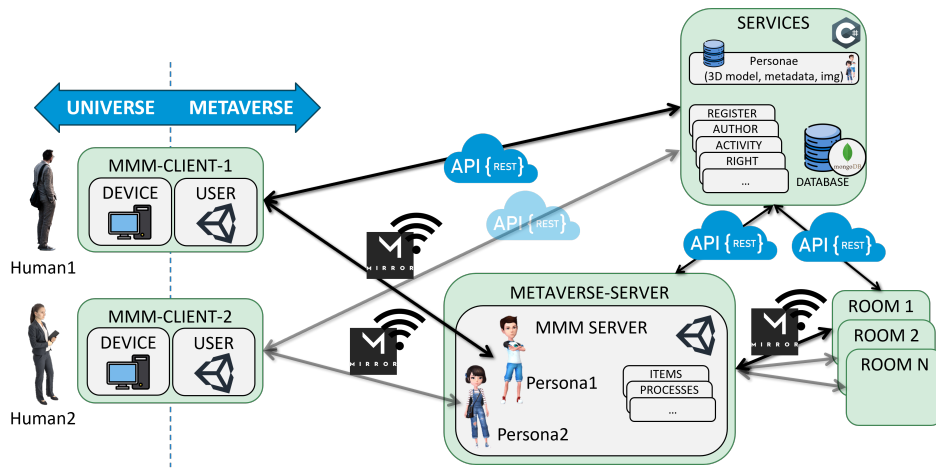 SERVICES
C#
Personae
(3D model, metadata, img)
REGISTER
AUTHOR
ACTIVITY
RIGHT
...
mongoDB
DATABASE
UNIVERSE
METAVERSE
MMM-CLIENT-1
DEVICE
USER
Human1
API {REST}
API {REST}
MIRROR
MMM-CLIENT-2
DEVICE
USER
Human2
MIRROR
API {REST}
API {REST}
METAVERSE-SERVER
MMM SERVER
Persona1
Persona2
ITEMS
PROCESSES
...
MIRROR
ROOM 1
ROOM 2
ROOM N